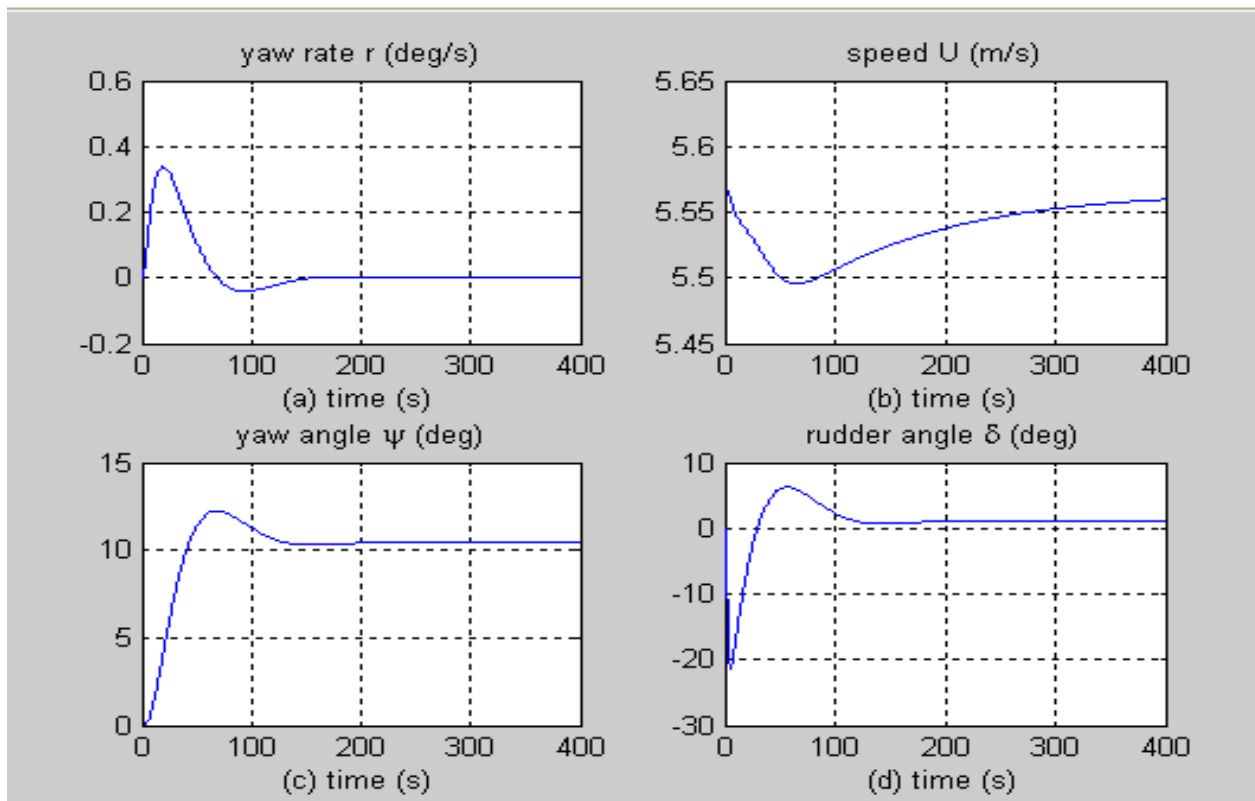 yaw rate r (deg/s)
0.6
0.4
0.2
0
-0.2
0 100 200 300 400
(a) time (s)
speed U (m/s)
5.65
5.6
5.55
5.5
5.45
0 100 200 300 400
(b) time (s)
yaw angle ψ (deg)
15
10
5
0
0 100 200 300 400
(c) time (s)
rudder angle δ (deg)
10
0
-10
-20
-30
0 100 200 300 400
(d) time (s)